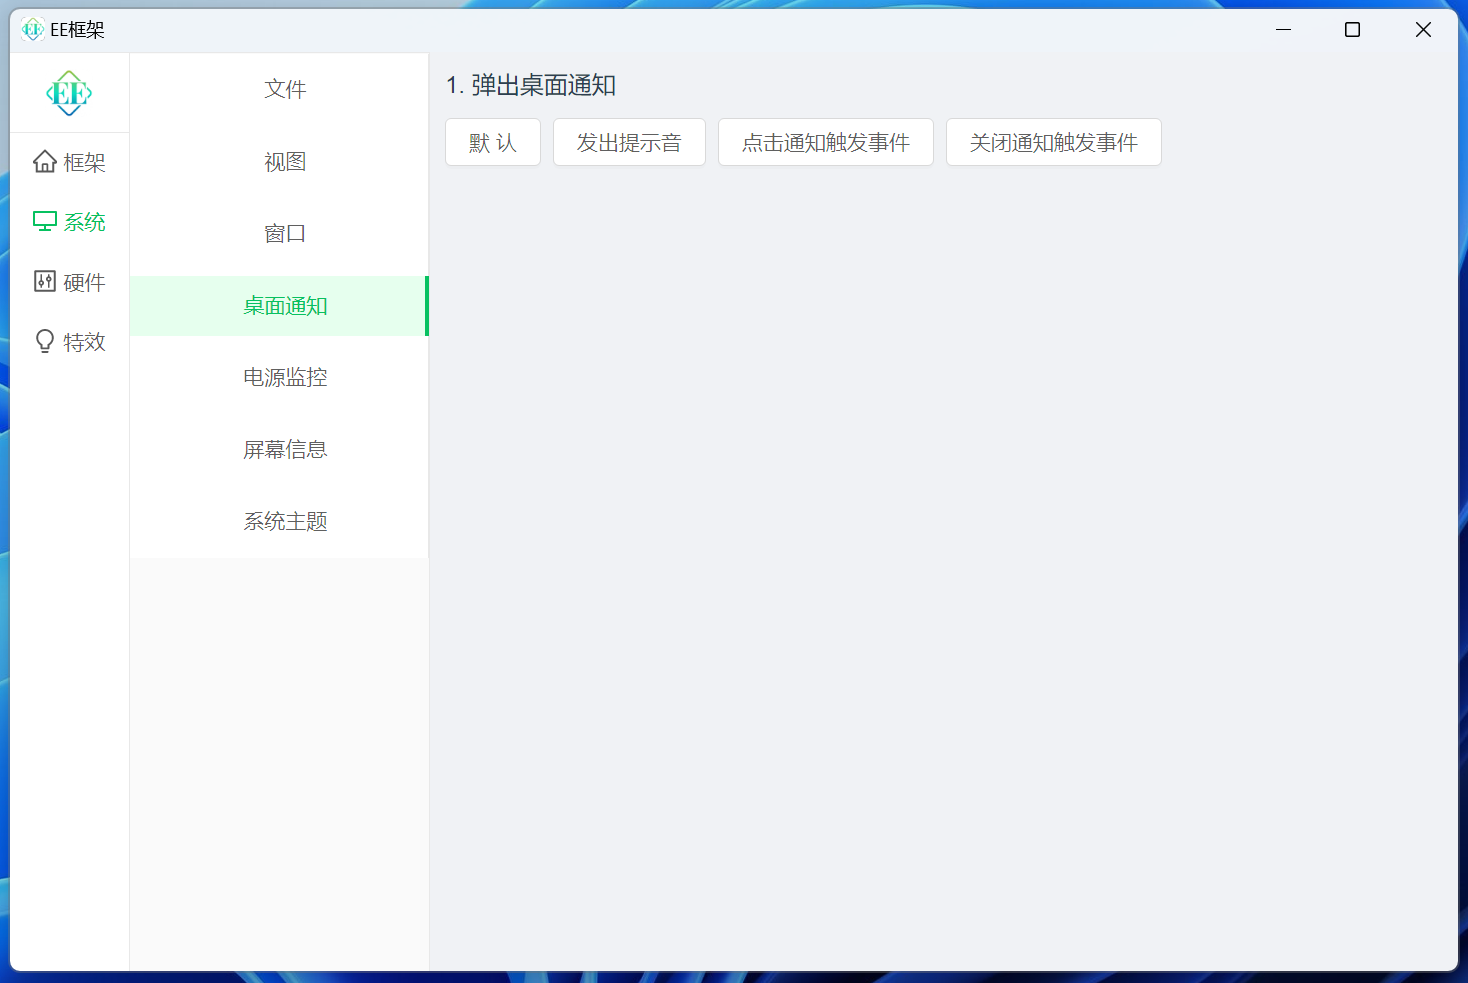 EE框架
EE
框架
系统
硬件
特效
文件
视图
窗口
桌面通知
电源监控
屏幕信息
系统主题
1. 弹出桌面通知
默 认 发出提示音 点击通知触发事件 关闭通知触发事件